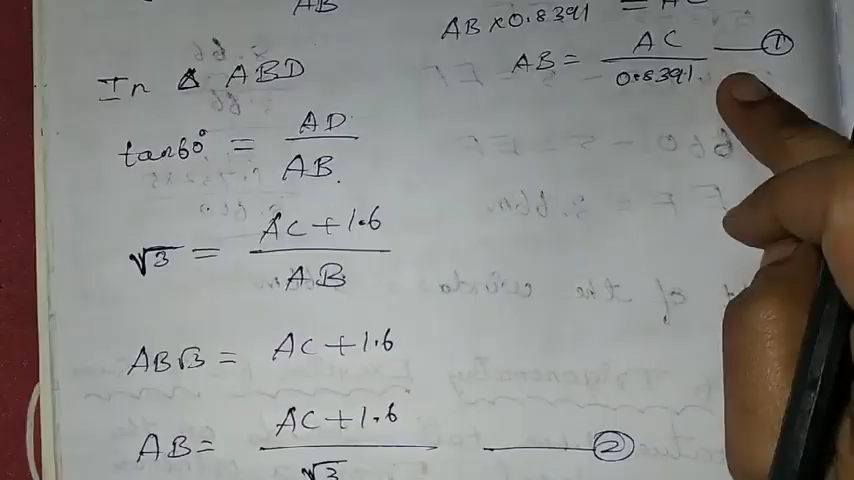 AB
AB × 0.8391 = AC
AB = AC / 0.8391 ——— ①
In Δ ABD
tan60° = AD / AB.
√3 = AC + 1.6 / AB
AB√3 = AC + 1.6
AB = AC + 1.6 / √3 ——— ②